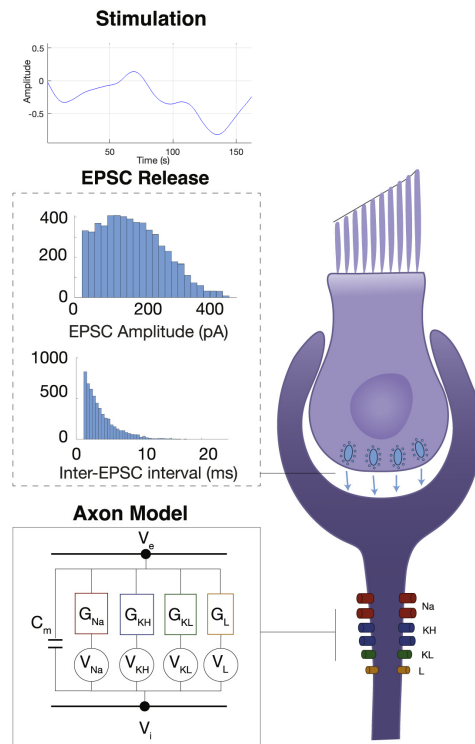 Stimulation
0.5
0
-0.5
Amplitude
0 50 100 150
Time (s)
EPSC Release
400
200
0
0 200 400
EPSC Amplitude (pA)
1000
500
0
0 10 20
Inter-EPSC interval (ms)
Axon Model
Ve
Cm
GNa GKH GKL GL
VNa VKH VKL VL
Vi
Na
KH
KL
L